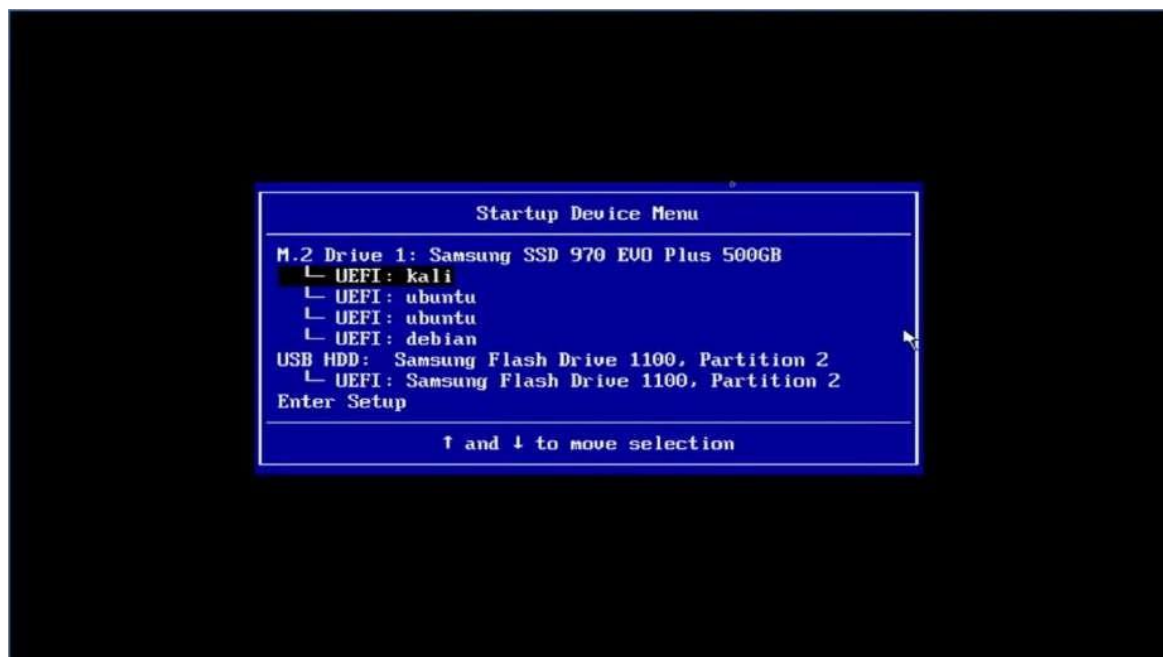 Startup Device Menu
M.2 Drive 1: Samsung SSD 970 EVO Plus 500GB
└─ UEFI: kali
└─ UEFI: ubuntu
└─ UEFI: ubuntu
└─ UEFI: debian
USB HDD:  Samsung Flash Drive 1100, Partition 2
└─ UEFI: Samsung Flash Drive 1100, Partition 2
Enter Setup
↑ and ↓ to move selection